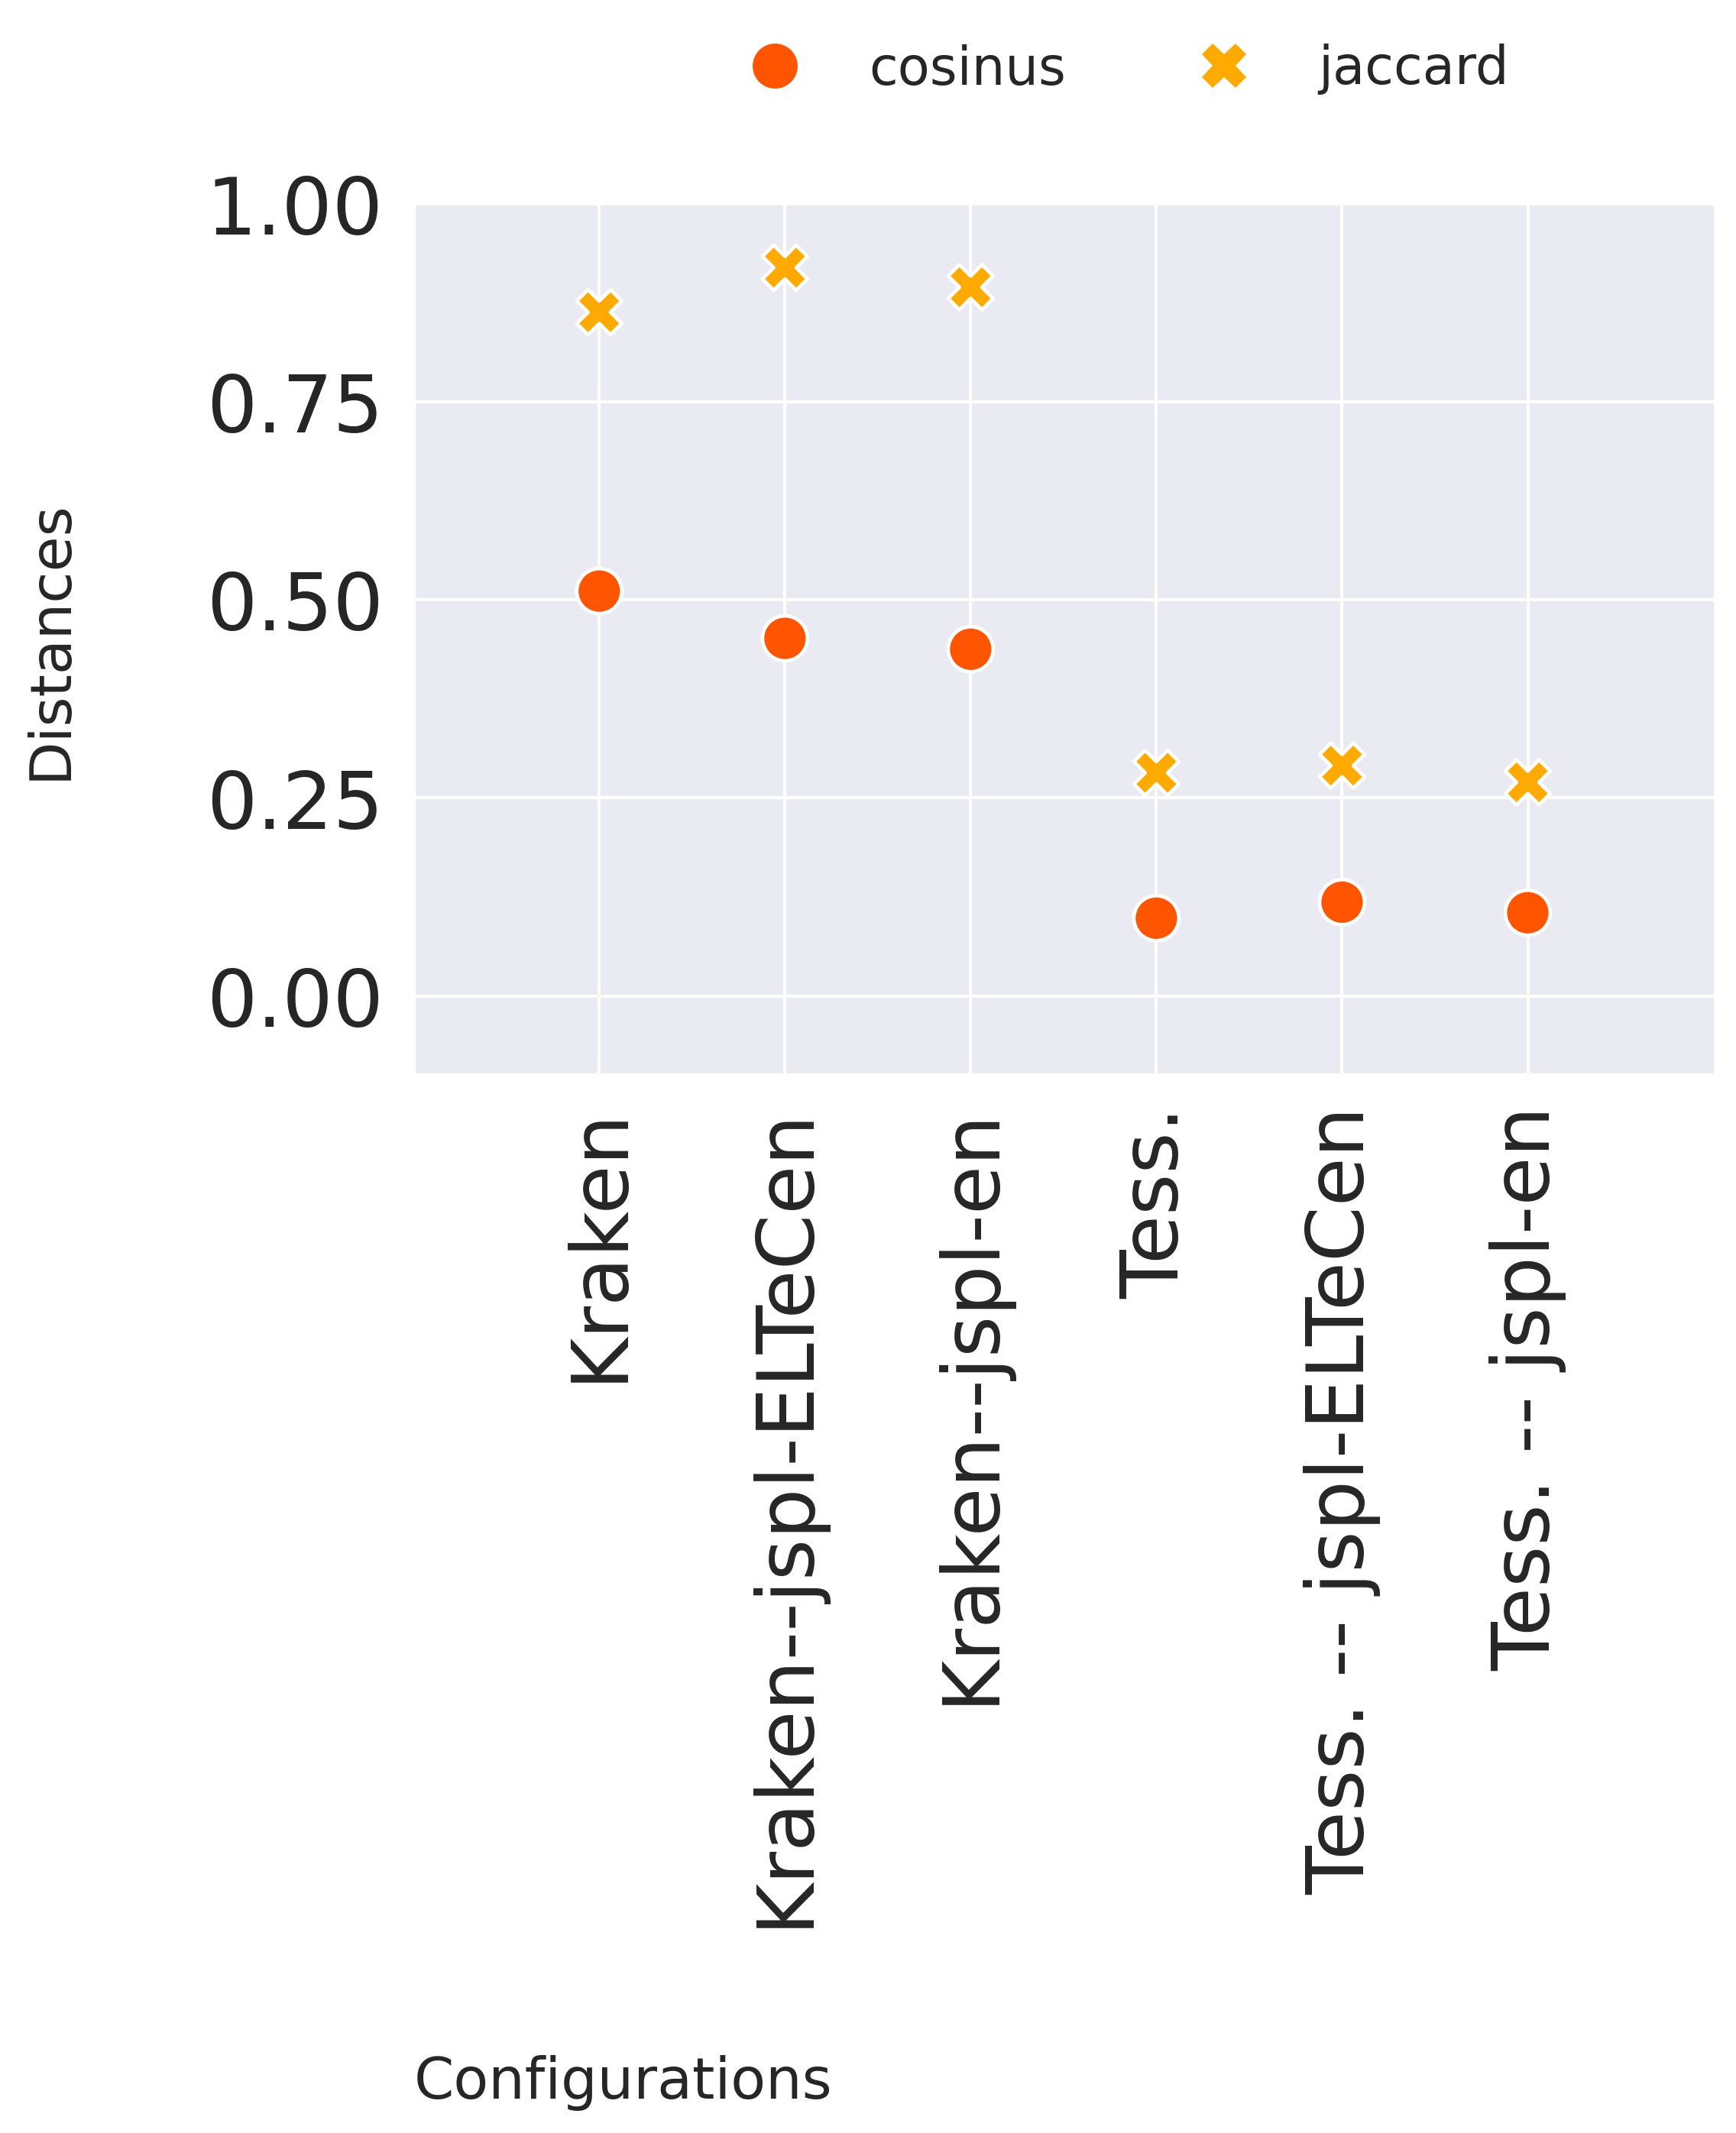 cosinus
jaccard
1.00
0.75
0.50
0.25
0.00
Distances
Kraken
Kraken--jspl-ELTeCen
Kraken--jspl-en
Tess.
Tess. -- jspl-ELTeCen
Tess. -- jspl-en
Configurations